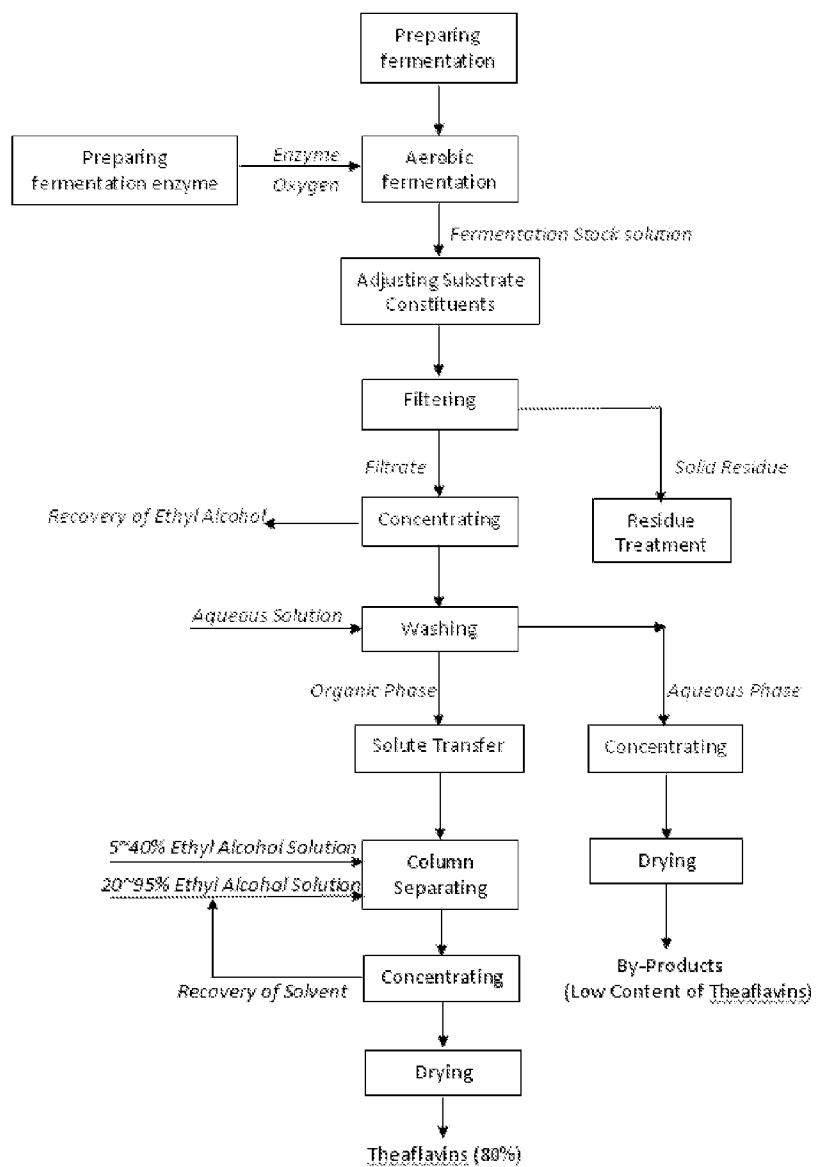 Preparing
fermentation
Preparing
fermentation enzyme
Enzyme
Oxygen
Aerobic
fermentation
Fermentation Stock solution
Adjusting Substrate
Constituents
Filtering
Filtrate
Solid Residue
Recovery of Ethyl Alcohol
Concentrating
Residue
Treatment
Aqueous Solution
Washing
Organic Phase
Aqueous Phase
Solute Transfer
Concentrating
5~40% Ethyl Alcohol Solution
20~95% Ethyl Alcohol Solution
Column
Separating
Drying
Recovery of Solvent
Concentrating
By-Products
(Low Content of Theaflavins)
Drying
Theaflavins (80%)